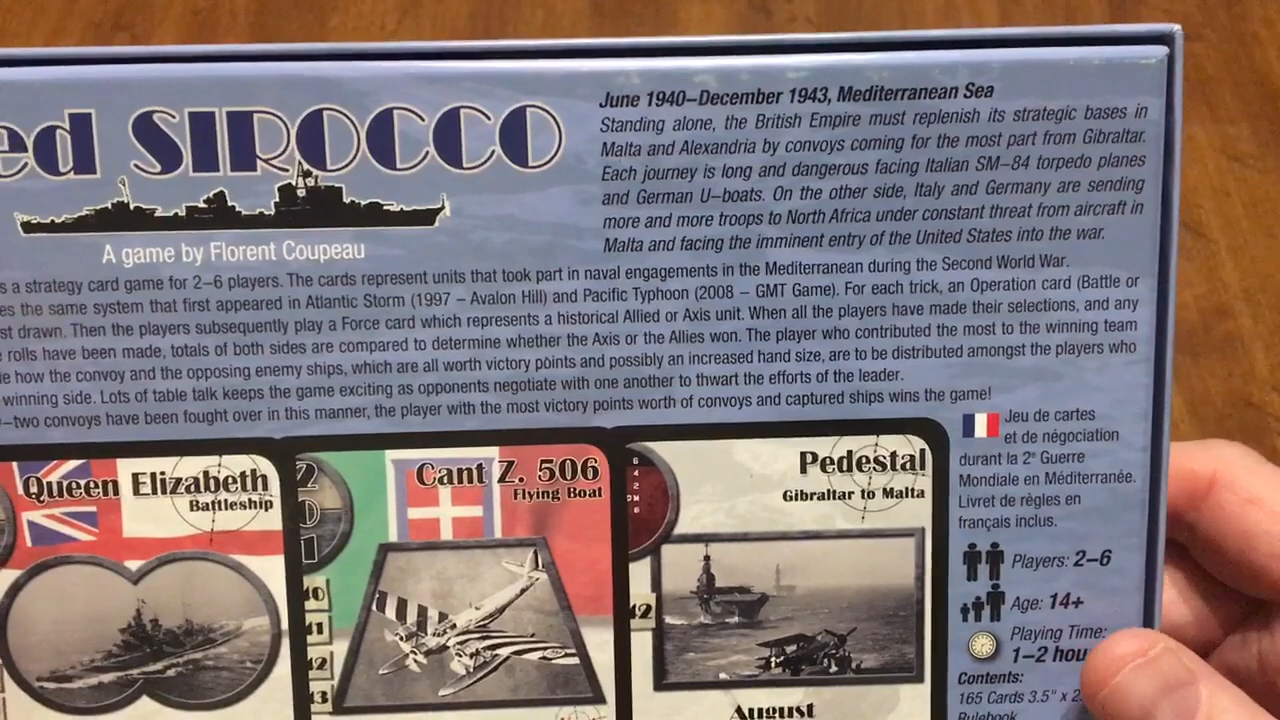 ed SIROCCO
A game by Florent Coupeau
June 1940–December 1943, Mediterranean Sea
Standing alone, the British Empire must replenish its strategic bases in
Malta and Alexandria by convoys coming for the most part from Gibraltar.
Each journey is long and dangerous facing Italian SM–84 torpedo planes
and German U–boats. On the other side, Italy and Germany are sending
more and more troops to North Africa under constant threat from aircraft in
Malta and facing the imminent entry of the United States into the war.
s a strategy card game for 2–6 players. The cards represent units that took part in naval engagements in the Mediterranean during the Second World War.
es the same system that first appeared in Atlantic Storm (1997 – Avalon Hill) and Pacific Typhoon (2008 – GMT Game). For each trick, an Operation card (Battle or
st drawn. Then the players subsequently play a Force card which represents a historical Allied or Axis unit. When all the players have made their selections, and any
e rolls have been made, totals of both sides are compared to determine whether the Axis or the Allies won. The player who contributed the most to the winning team
e how the convoy and the opposing enemy ships, which are all worth victory points and possibly an increased hand size, are to be distributed amongst the players who
winning side. Lots of table talk keeps the game exciting as opponents negotiate with one another to thwart the efforts of the leader.
–two convoys have been fought over in this manner, the player with the most victory points worth of convoys and captured ships wins the game!
Queen Elizabeth
Battleship
2
0
1
Cant Z. 506
Flying Boat
40
41
42
43
6
4
2
DM
6
Pedestal
Gibraltar to Malta
42
August
Jeu de cartes
et de négociation
durant la 2e Guerre
Mondiale en Méditerranée.
Livret de règles en
français inclus.
Players: 2–6
Age: 14+
Playing Time:
1–2 hou
Contents:
165 Cards 3.5" x 2
Rulebook